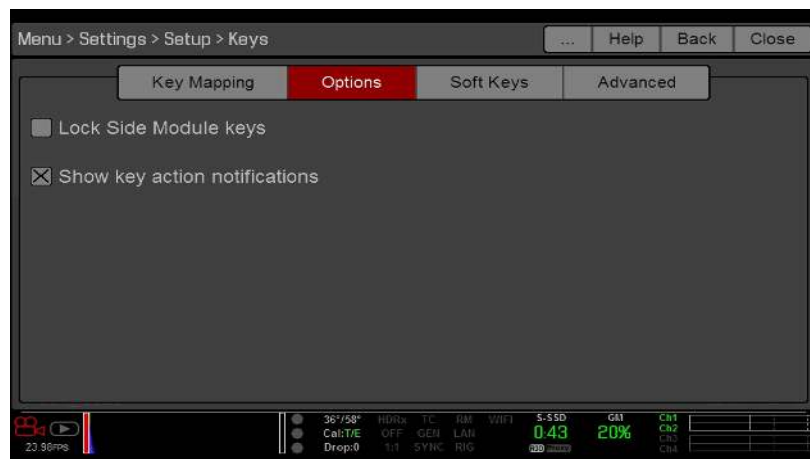 Menu > Settings > Setup > Keys
... Help Back Close
Key Mapping Options Soft Keys Advanced
Lock Side Module keys
Show key action notifications
36°/58° HDRx TC RM WIFI S-SSD G&1 Ch1
Cal:T/E OFF GEN LAN 0:43 20% Ch2
23.98FPS Drop:0 1:1 SYNC RIG Ch3
Ch4